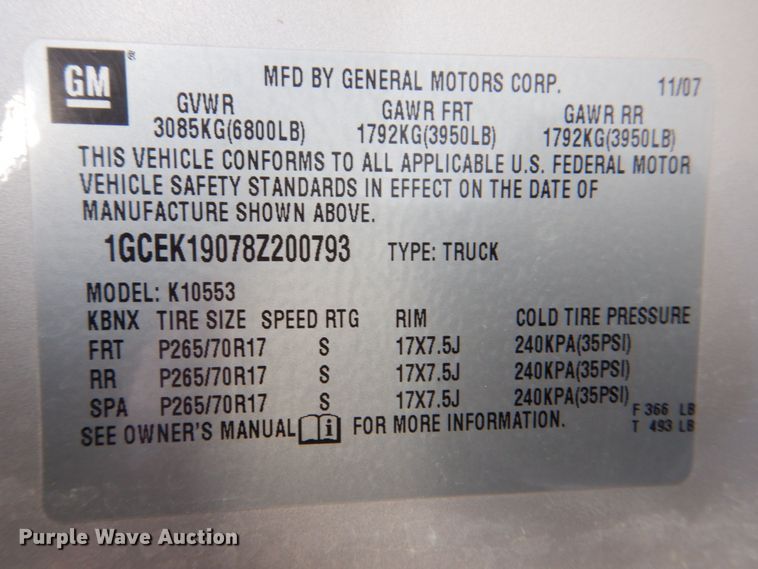 GM®
MFD BY GENERAL MOTORS CORP. 11/07
GVWR GAWR FRT GAWR RR
3085KG(6800LB) 1792KG(3950LB) 1792KG(3950LB)
THIS VEHICLE CONFORMS TO ALL APPLICABLE U.S. FEDERAL MOTOR
VEHICLE SAFETY STANDARDS IN EFFECT ON THE DATE OF
MANUFACTURE SHOWN ABOVE.
1GCEK19078Z200793 TYPE: TRUCK
MODEL: K10553
KBNX TIRE SIZE SPEED RTG RIM COLD TIRE PRESSURE
FRT P265/70R17 S 17X7.5J 240KPA(35PSI)
RR P265/70R17 S 17X7.5J 240KPA(35PSI)
SPA P265/70R17 S 17X7.5J 240KPA(35PSI)
F 366 LB
SEE OWNER'S MANUAL i FOR MORE INFORMATION.
T 493 LB
Purple Wave Auction